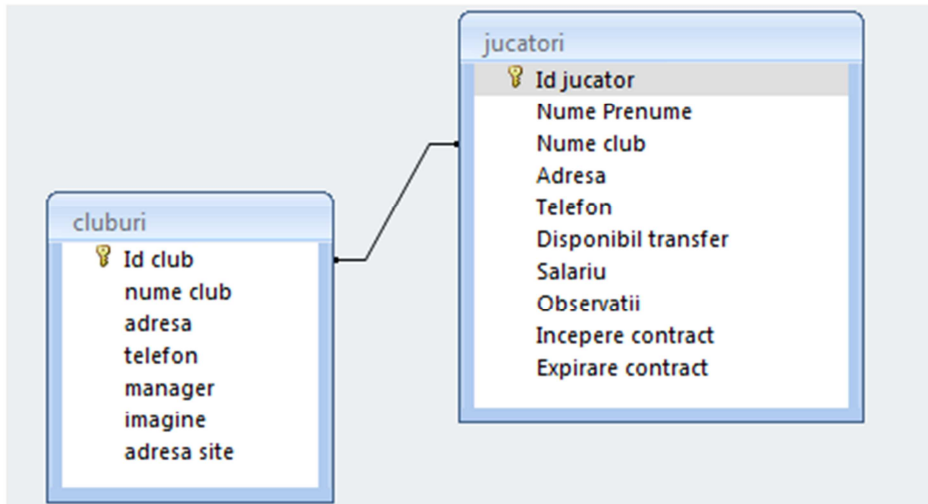 jucatori
Id jucator
Nume Prenume
Nume club
Adresa
Telefon
Disponibil transfer
Salariu
Observatii
Incepere contract
Expirare contract
cluburi
Id club
nume club
adresa
telefon
manager
imagine
adresa site